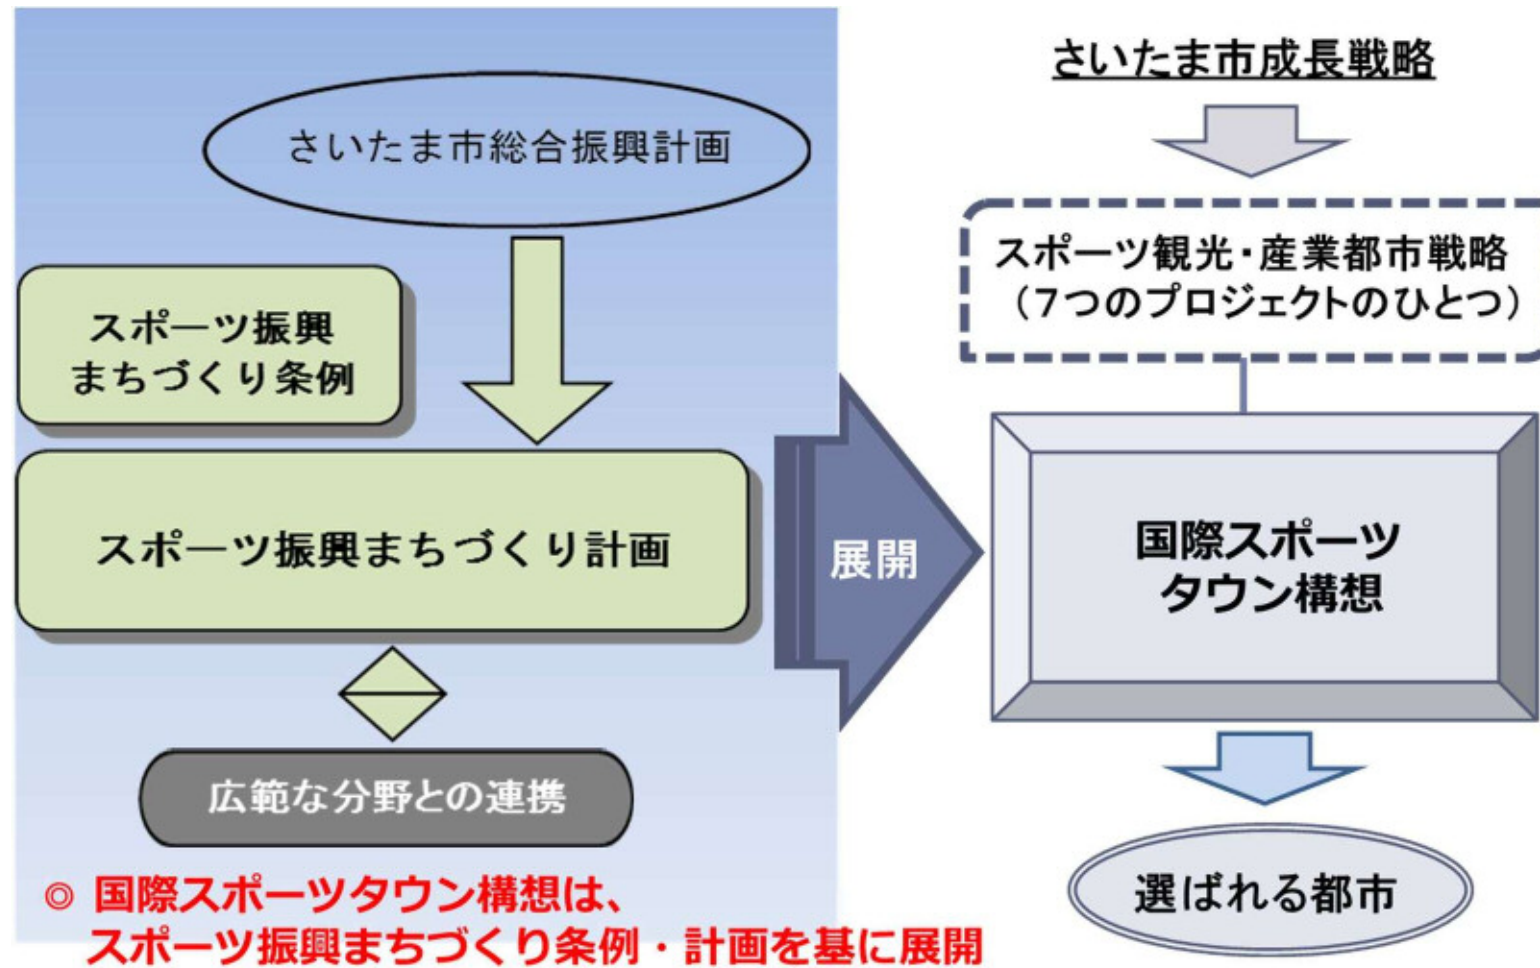 さいたま市総合振興計画
スポーツ振興
まちづくり条例
スポーツ振興まちづくり計画
広範な分野との連携
◎ 国際スポーツタウン構想は、
スポーツ振興まちづくり条例・計画を基に展開
展開
さいたま市成長戦略
スポーツ観光・産業都市戦略
（７つのプロジェクトのひとつ）
国際スポーツ
タウン構想
選ばれる都市